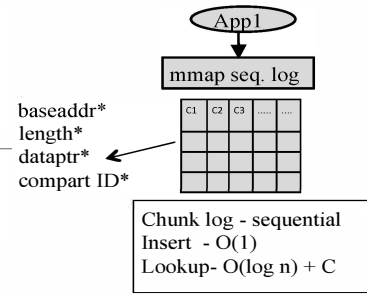 App1
mmap seq. log
C1 C2 C3 ..... ....
baseaddr*
length*
dataptr*
compart ID*
Chunk log - sequential
Insert - O(1)
Lookup- O(log n) + C